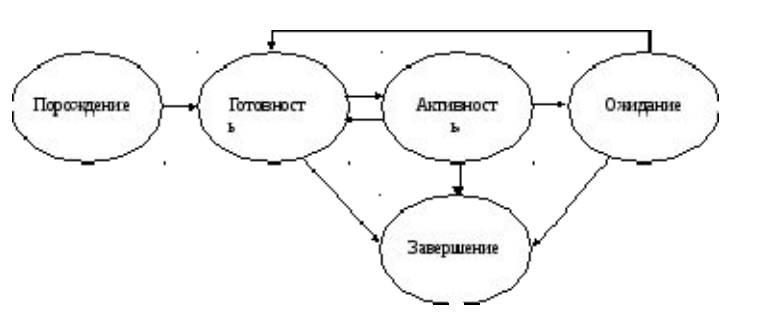 Порождение
Готовност
ь
Активност
ь
Ожидание
Завершение